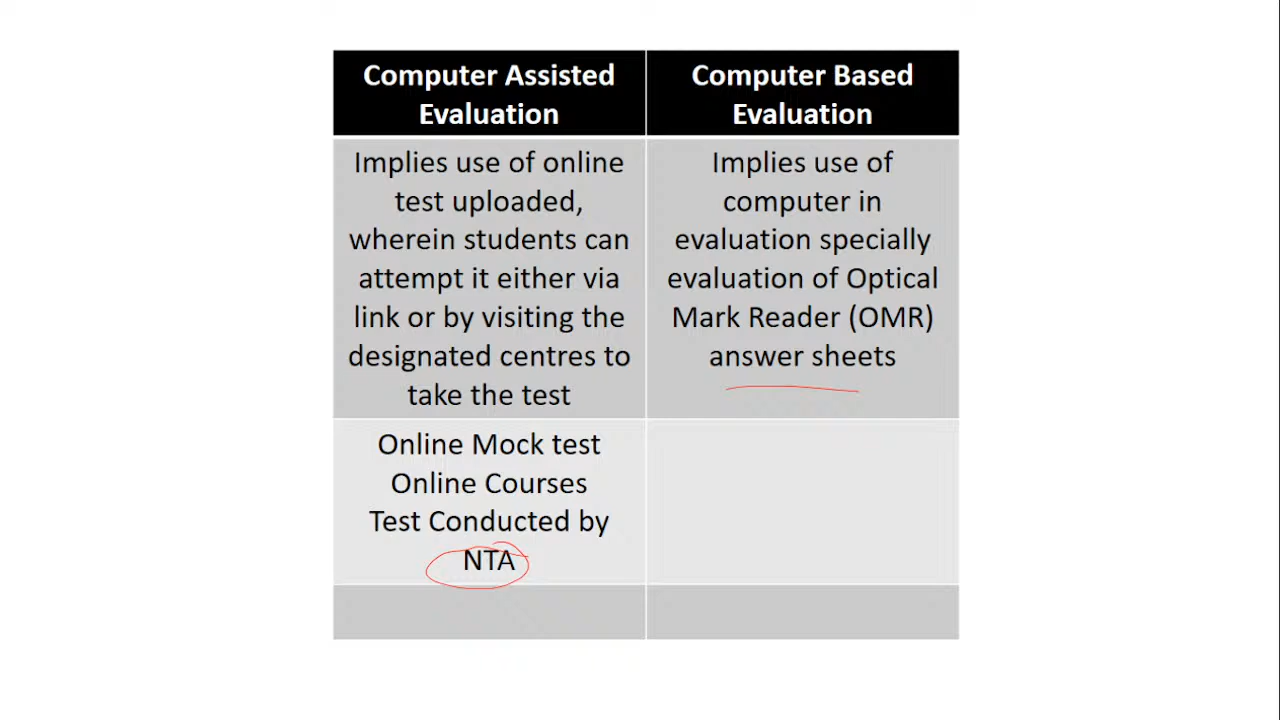 Computer Assisted
Evaluation
Computer Based
Evaluation
Implies use of online
test uploaded,
wherein students can
attempt it either via
link or by visiting the
designated centres to
take the test
Implies use of
computer in
evaluation specially
evaluation of Optical
Mark Reader (OMR)
answer sheets
Online Mock test
Online Courses
Test Conducted by
NTA